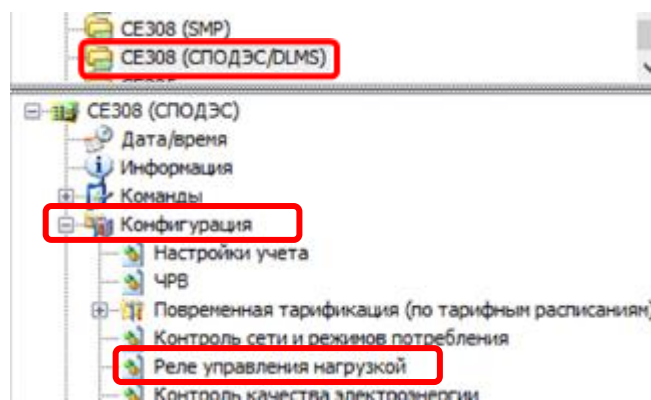 CE308 (SMP)
CE308 (СПОДЭС/DLMS)
CE308 (СПОДЭС)
Дата/время
Информация
Команды
Конфигурация
Настройки учета
ЧРВ
Повременная тарификация (по тарифным расписаниям)
Контроль сети и режимов потребления
Реле управления нагрузкой
Контроль качества электроэнергии